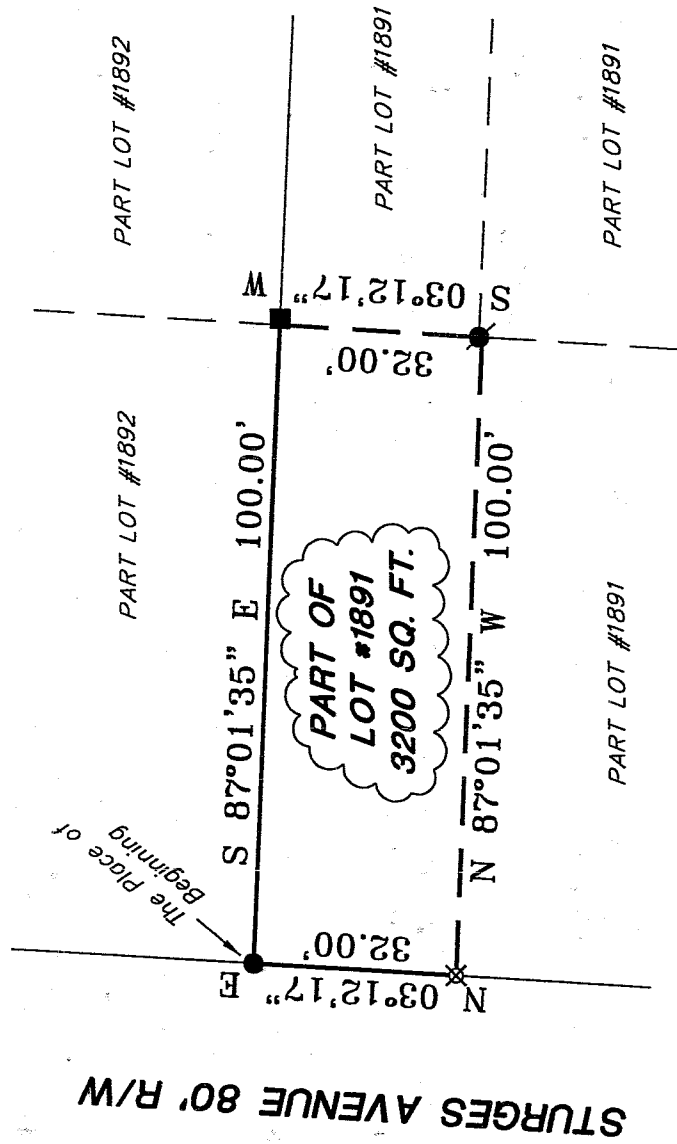 PART LOT #1892
PART LOT #1891
PART LOT #1891
PART LOT #1892
S 03°12'17" W
32.00'
S 87°01'35" E 100.00'
PART OF
LOT #1891
3200 SQ. FT.
N 87°01'35" W 100.00'
PART LOT #1891
The Place of
Beginning
32.00'
N 03°12'17" E
STURGES AVENUE 80' R/W